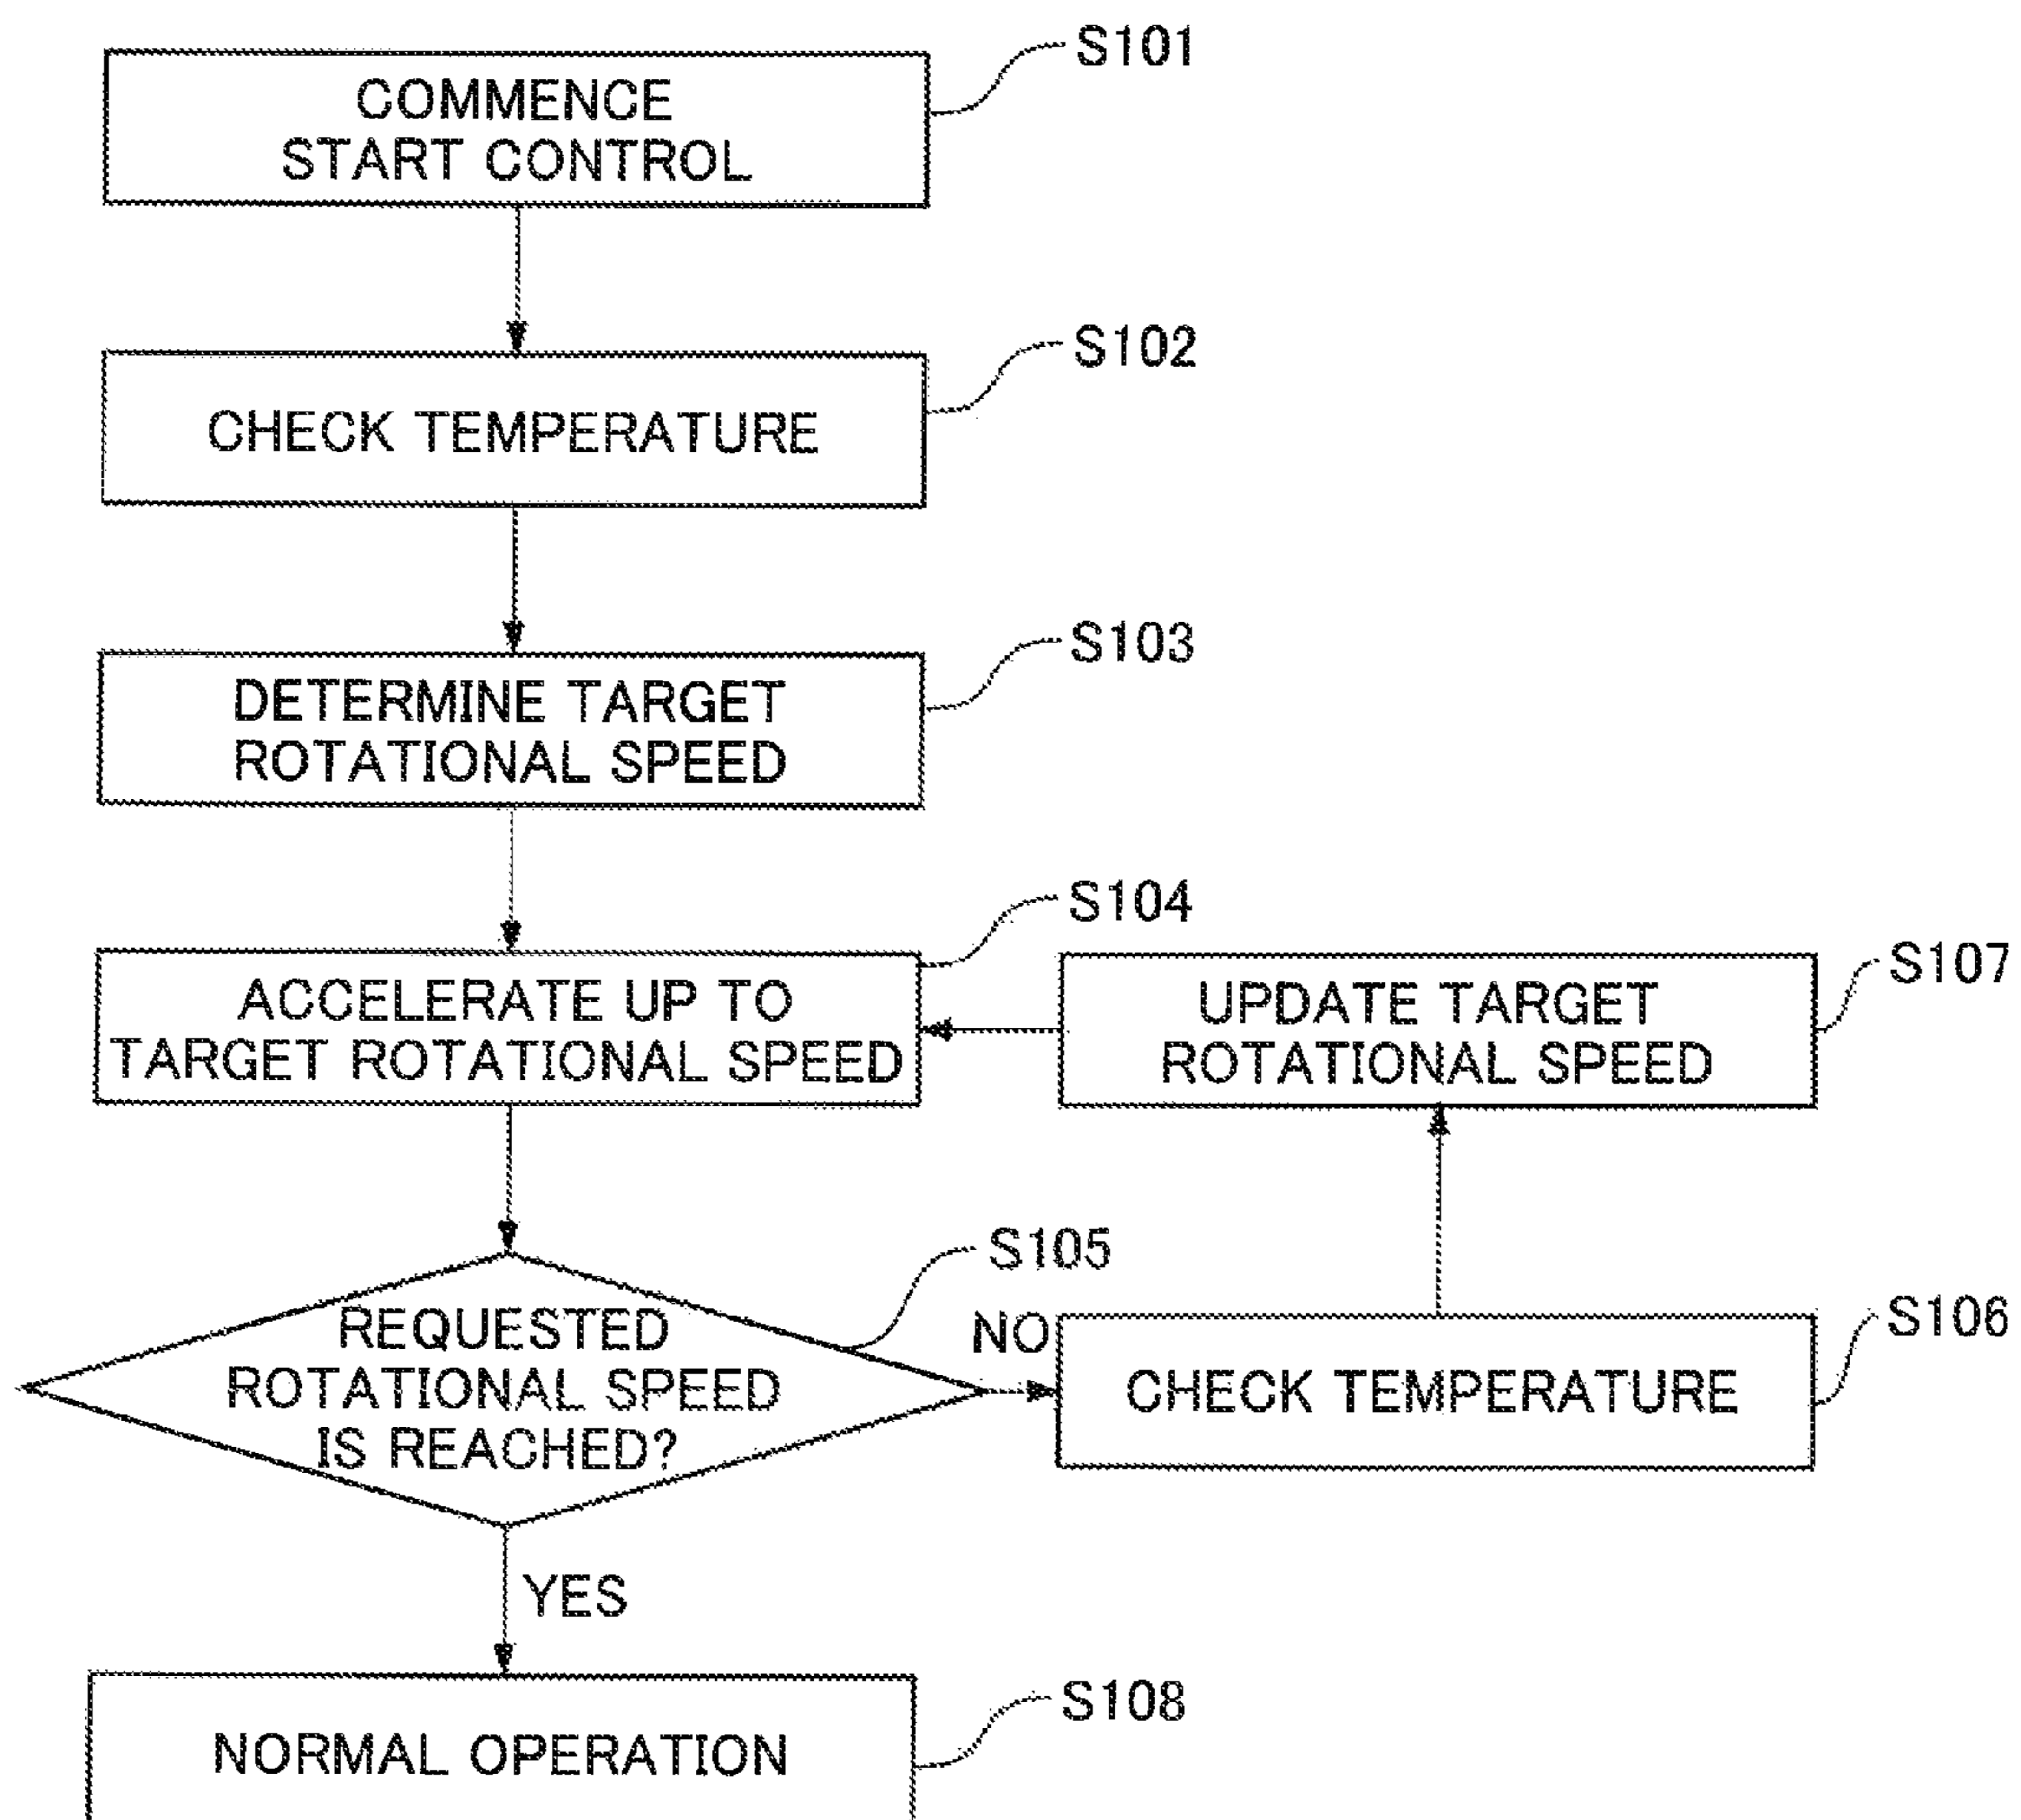 COMMENCE
START CONTROL
S101
CHECK TEMPERATURE
S102
DETERMINE TARGET
ROTATIONAL SPEED
S103
ACCELERATE UP TO
TARGET ROTATIONAL SPEED
S104
UPDATE TARGET
ROTATIONAL SPEED
S107
REQUESTED
ROTATIONAL SPEED
IS REACHED?
S105
NO
CHECK TEMPERATURE
S106
YES
NORMAL OPERATION
S108